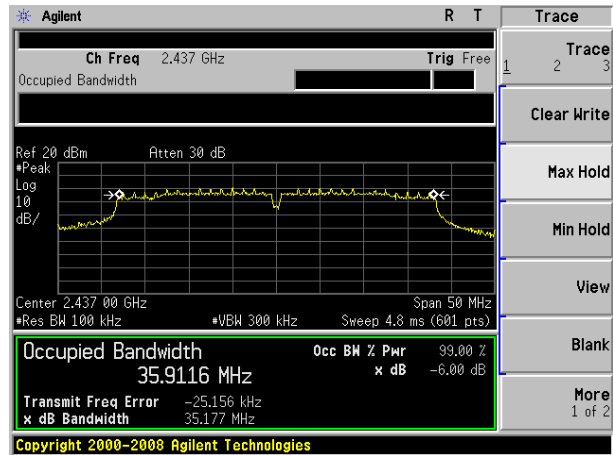 Agilent R T Trace
Ch Freq 2.437 GHz Trig Free
Occupied Bandwidth
Trace
1 2 3
Clear Write
Max Hold
Min Hold
View
Blank
More
1 of 2
Ref 20 dBm Atten 30 dB
#Peak
Log
10
dB/
Center 2.437 00 GHz Span 50 MHz
#Res BW 100 kHz #VBW 300 kHz Sweep 4.8 ms (601 pts)
Occupied Bandwidth Occ BW % Pwr 99.00 %
35.9116 MHz x dB -6.00 dB
Transmit Freq Error -25.156 kHz
x dB Bandwidth 35.177 MHz
Copyright 2000-2008 Agilent Technologies